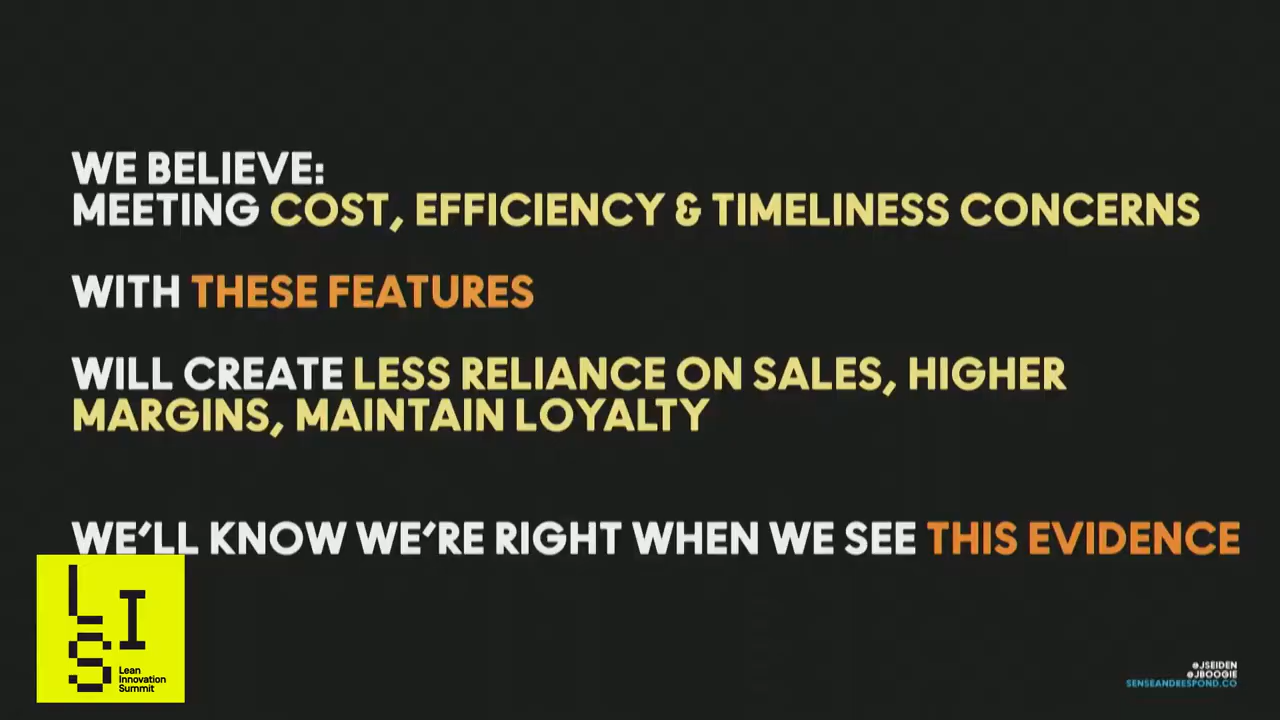 WE BELIEVE:
MEETING COST, EFFICIENCY & TIMELINESS CONCERNS
WITH THESE FEATURES
WILL CREATE LESS RELIANCE ON SALES, HIGHER
MARGINS, MAINTAIN LOYALTY
WE’LL KNOW WE’RE RIGHT WHEN WE SEE THIS EVIDENCE
LIS
Lean
Innovation
Summit
@JSEIDEN
@JBOOGIE
SENSEANDRESPOND.CO